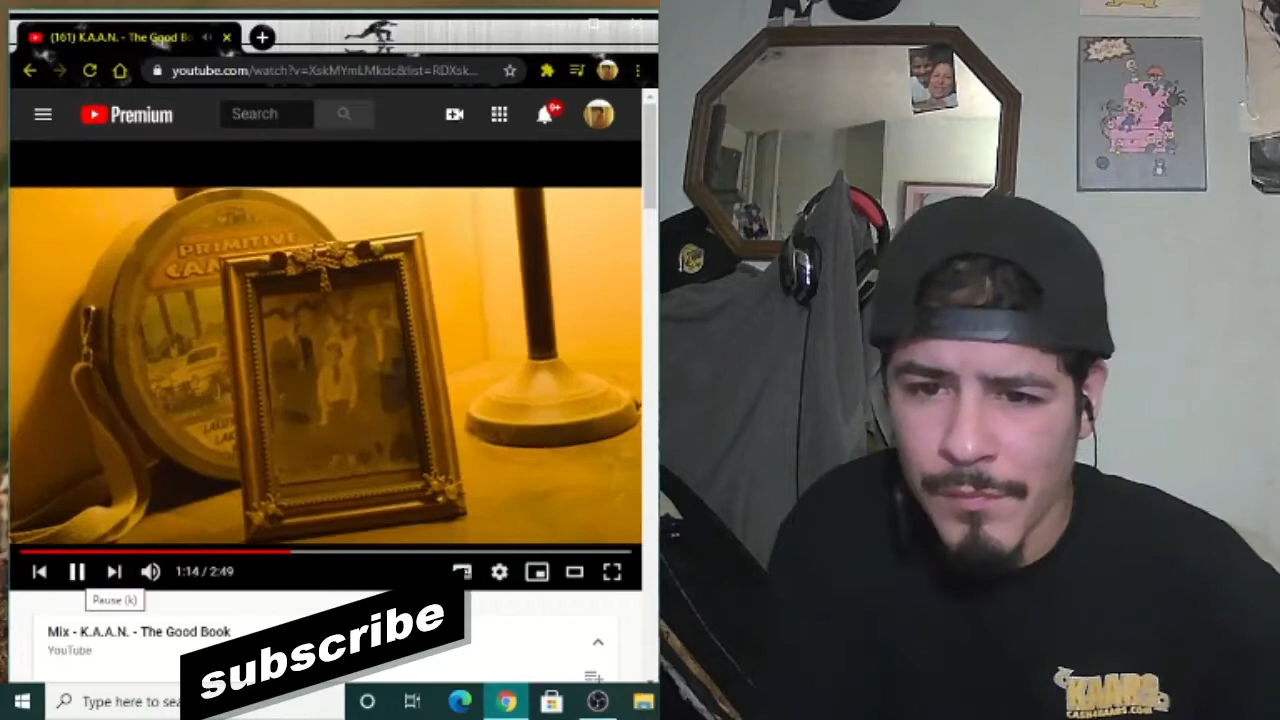 (161) K.A.A.N. - The Good Bo
youtube.com/watch?v=XskMYmLMkdc&list=RDXsk...
Premium
Search
9+
PRIMITIVE
1:14 / 2:49
Pause (k)
Mix - K.A.A.N. - The Good Book
YouTube
subscribe
Type here to sea